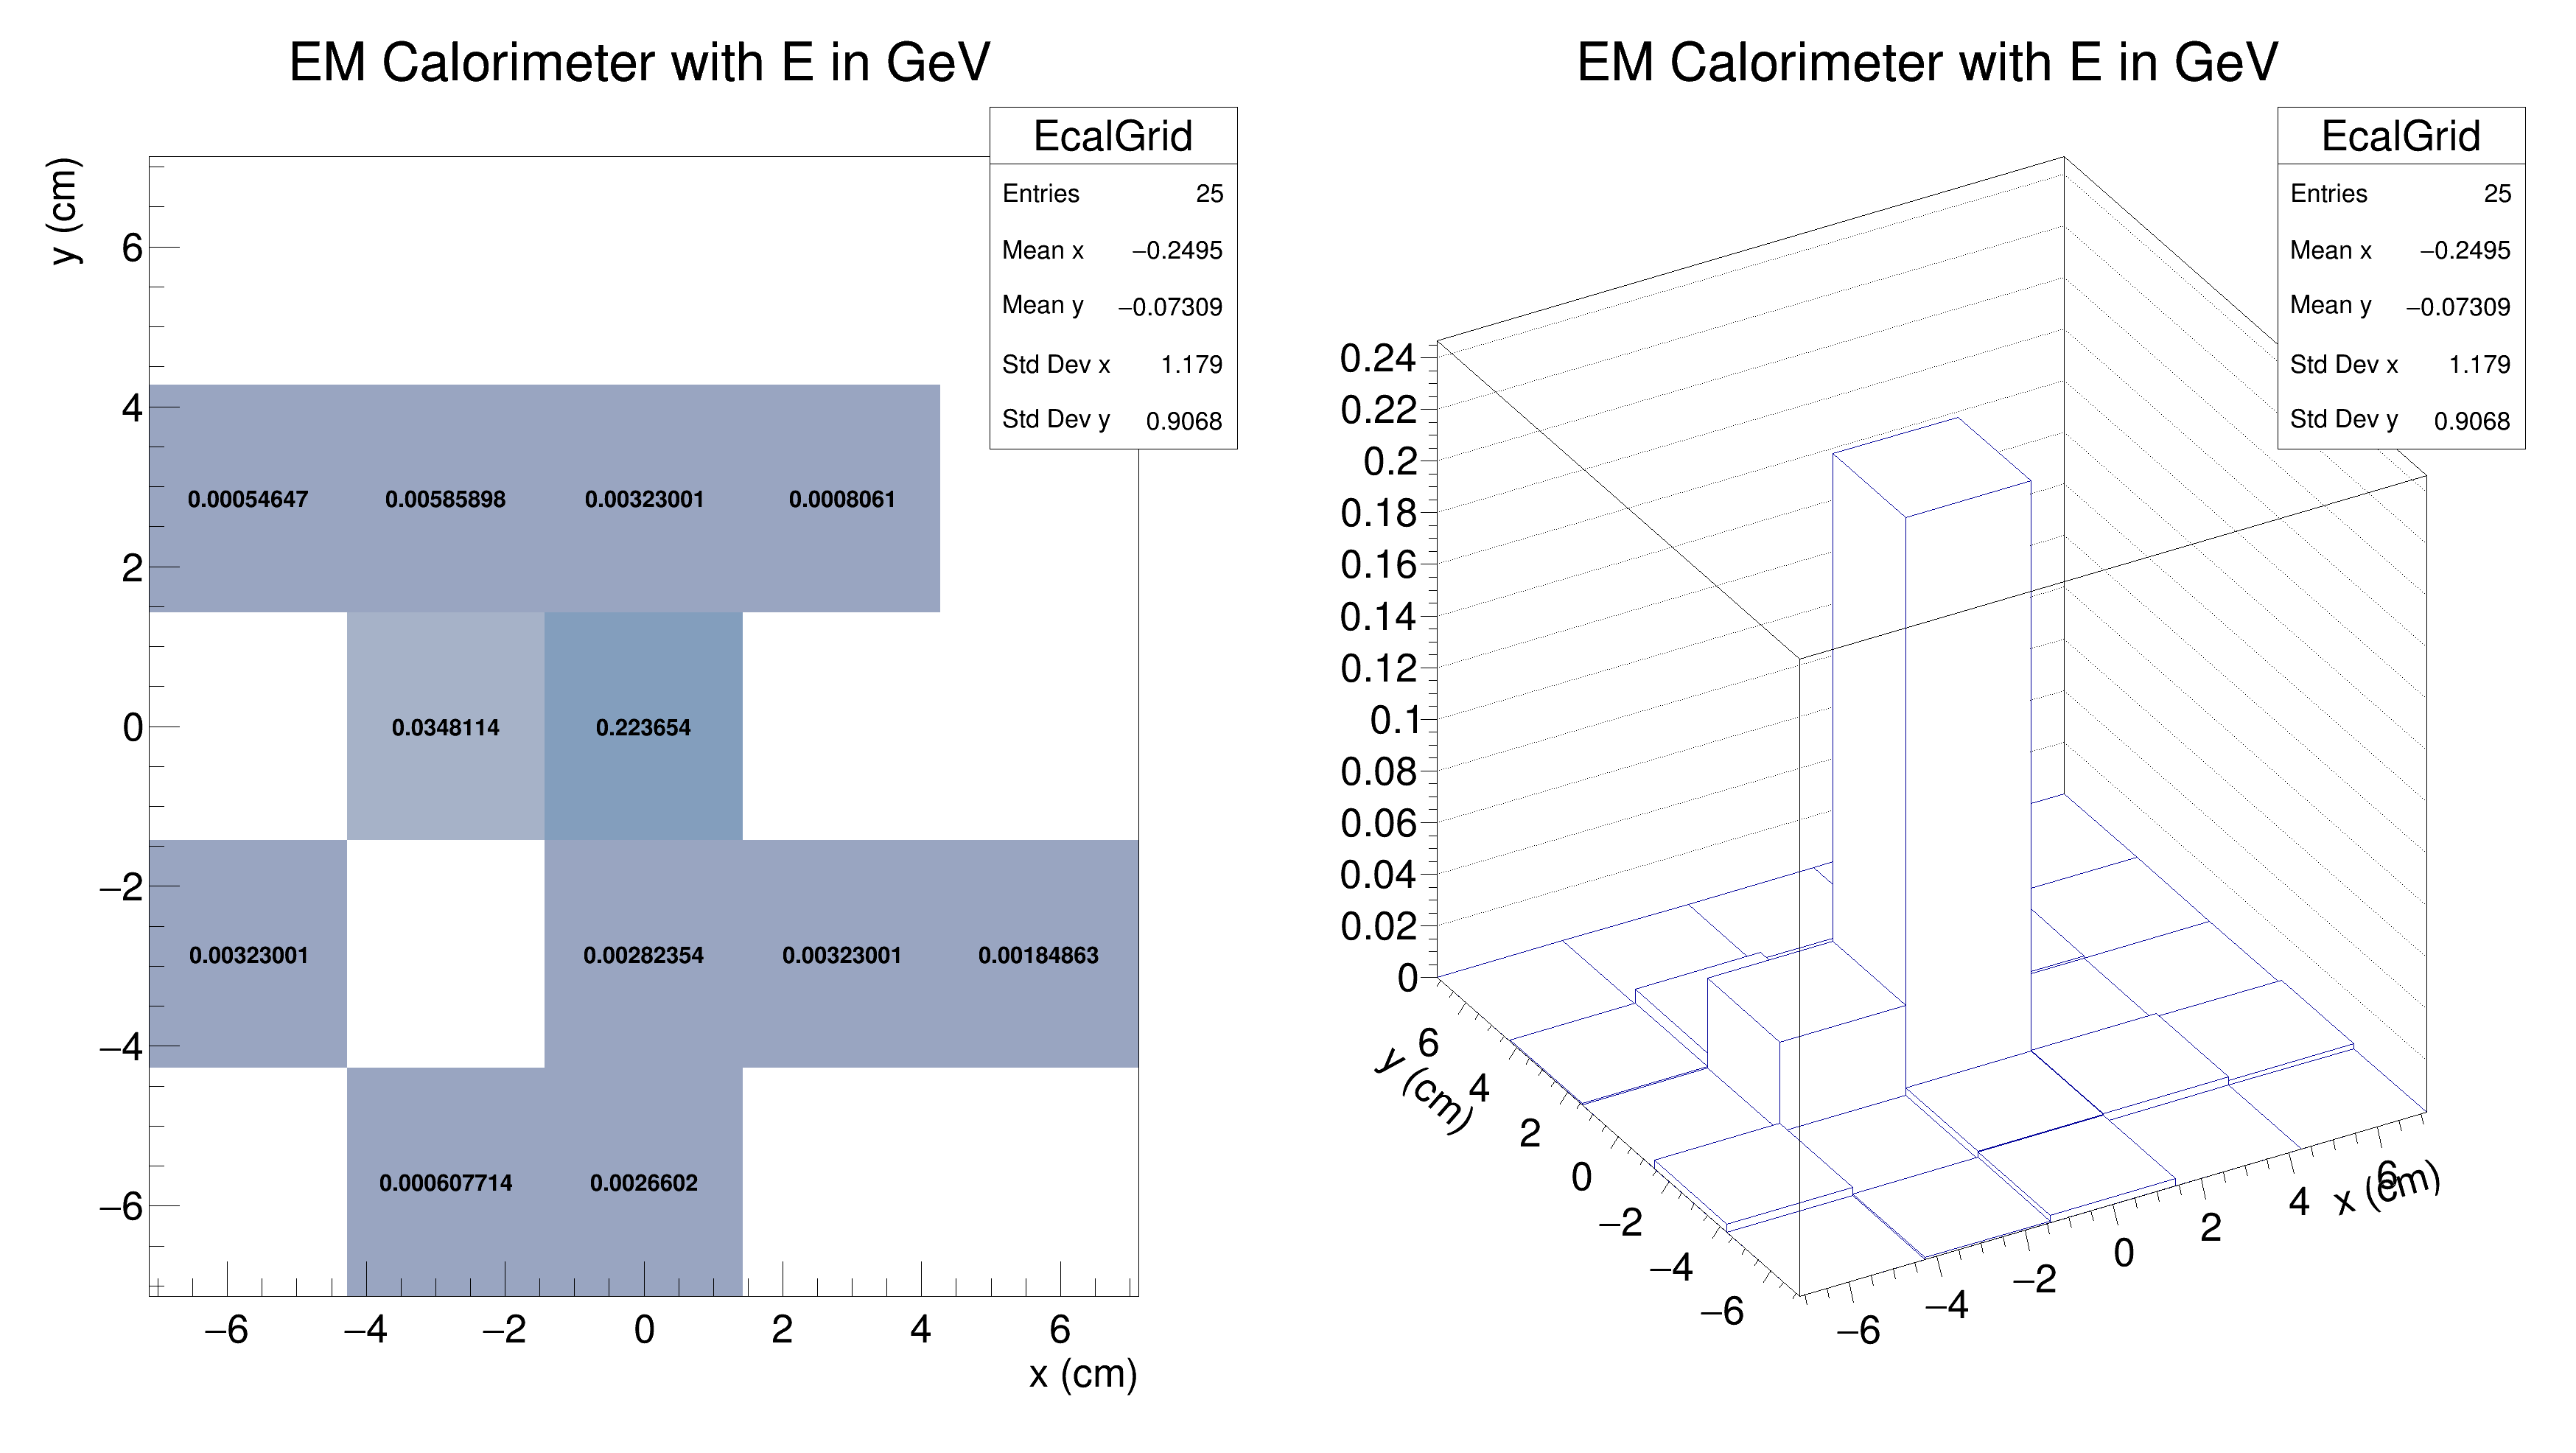 EM Calorimeter with E in GeV
EcalGrid
Entries 25
Mean x −0.2495
Mean y −0.07309
Std Dev x 1.179
Std Dev y 0.9068
y (cm)
6
4
2
0
−2
−4
−6
0.00054647 0.00585898 0.00323001 0.0008061
0.0348114 0.223654
0.00323001 0.00282354 0.00323001 0.00184863
0.000607714 0.0026602
−6 −4 −2 0 2 4 6
x (cm)
EM Calorimeter with E in GeV
EcalGrid
Entries 25
Mean x −0.2495
Mean y −0.07309
Std Dev x 1.179
Std Dev y 0.9068
0.24
0.22
0.2
0.18
0.16
0.14
0.12
0.1
0.08
0.06
0.04
0.02
0
y (cm)
6
4
2
0
−2
−4
−6
−6
−4
−2
0
2
4
6
x (cm)